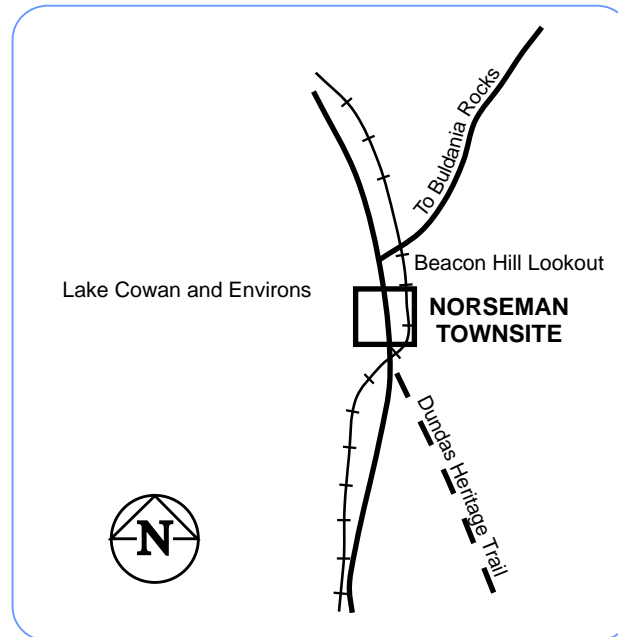 To Buldania Rocks
Beacon Hill Lookout
Lake Cowan and Environs
NORSEMAN
TOWNSITE
Dundas Heritage Trail
N